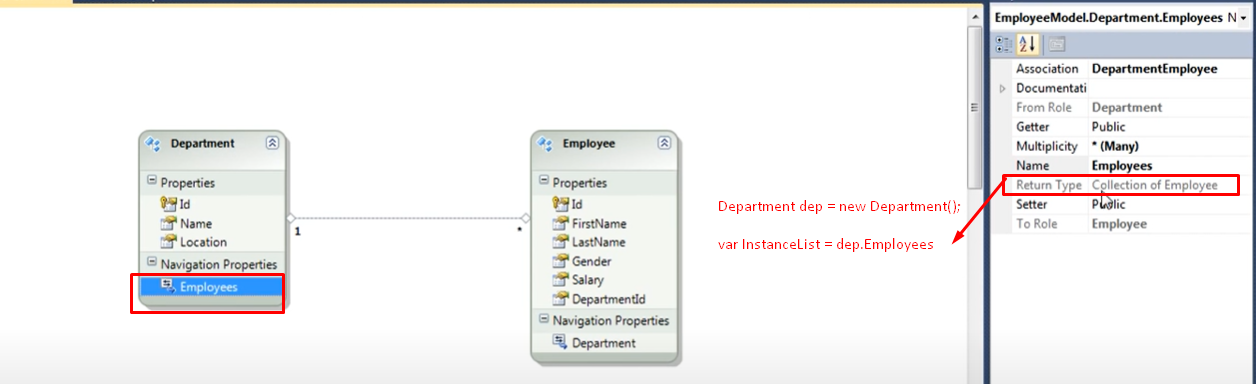 Department
Properties
Id
Name
Location
Navigation Properties
Employees
1
*
Employee
Properties
Id
FirstName
LastName
Gender
Salary
DepartmentId
Navigation Properties
Department
Department dep = new Department();
var InstanceList = dep.Employees
EmployeeModel.Department.Employees N
Association DepartmentEmployee
Documentati
From Role Department
Getter Public
Multiplicity * (Many)
Name Employees
Return Type Collection of Employee
Setter Public
To Role Employee